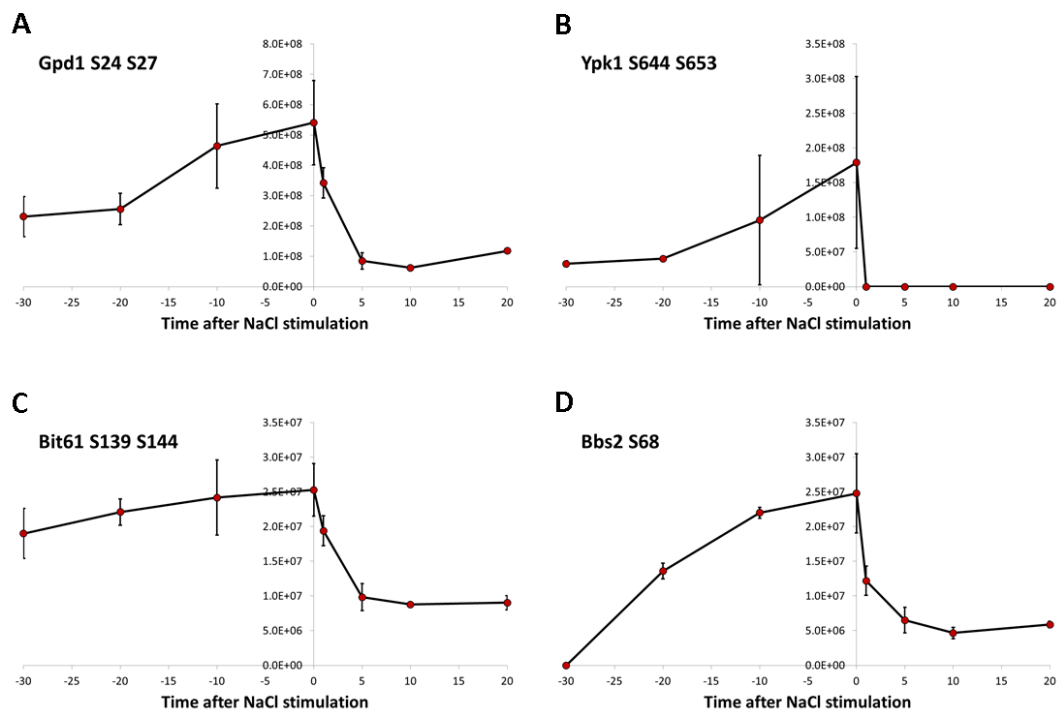 A
Gpd1 S24 S27
8.0E+08
7.0E+08
6.0E+08
5.0E+08
4.0E+08
3.0E+08
2.0E+08
1.0E+08
0.0E+00
-30 -25 -20 -15 -10 -5 0 5 10 15 20
Time after NaCl stimulation
B
Ypk1 S644 S653
3.5E+08
3.0E+08
2.5E+08
2.0E+08
1.5E+08
1.0E+08
5.0E+07
0.0E+00
-30 -25 -20 -15 -10 -5 0 5 10 15 20
Time after NaCl stimulation
C
Bit61 S139 S144
3.5E+07
3.0E+07
2.5E+07
2.0E+07
1.5E+07
1.0E+07
5.0E+06
0.0E+00
-30 -25 -20 -15 -10 -5 0 5 10 15 20
Time after NaCl stimulation
D
Bbs2 S68
3.5E+07
3.0E+07
2.5E+07
2.0E+07
1.5E+07
1.0E+07
5.0E+06
0.0E+00
-30 -25 -20 -15 -10 -5 0 5 10 15 20
Time after NaCl stimulation